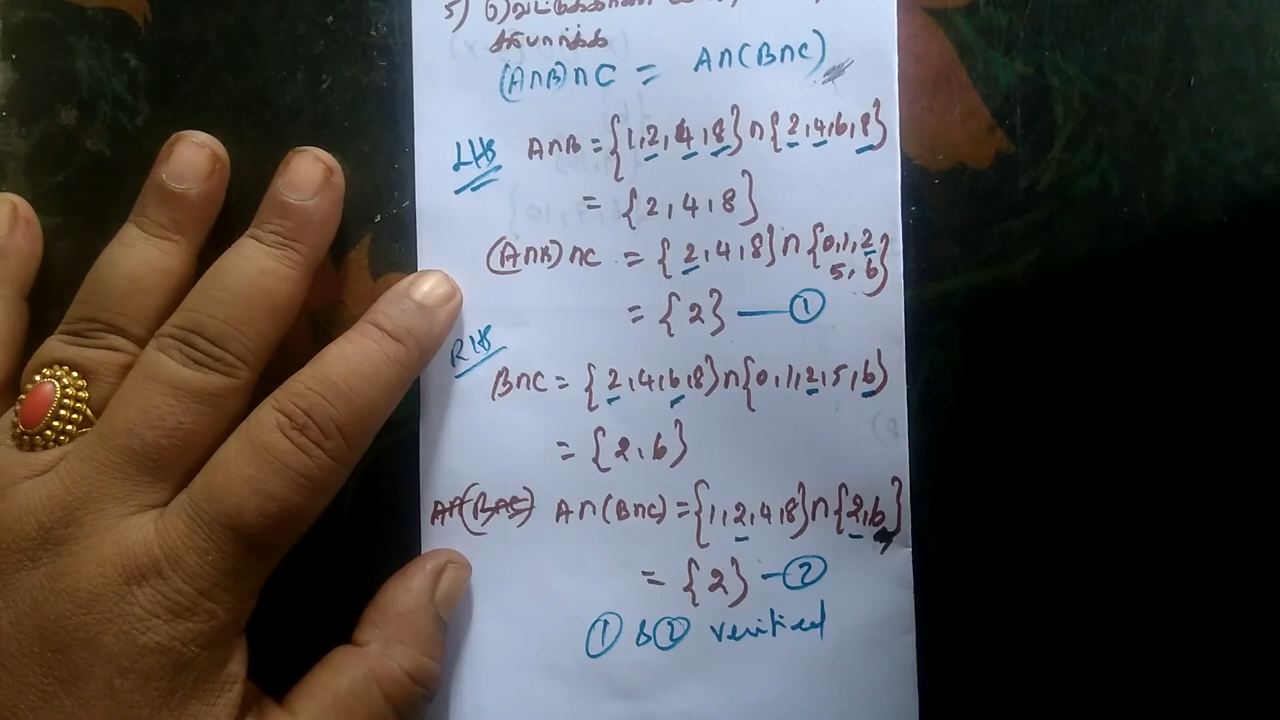 5)
சரிபார்க்க
(A∩B)∩C = A∩(B∩C)
LHS A∩B = {1,2,4,8}∩{2,4,6,8}
= {2,4,8}
(A∩B)∩C = {2,4,8}∩{0,1,2,
5,6}
= {2} — ①
RHS
B∩C = {2,4,6,8}∩{0,1,2,5,6}
= {2,6}
A∩(B∩C) A∩(B∩C) = {1,2,4,8}∩{2,6}
= {2} — ②
① & ② verified